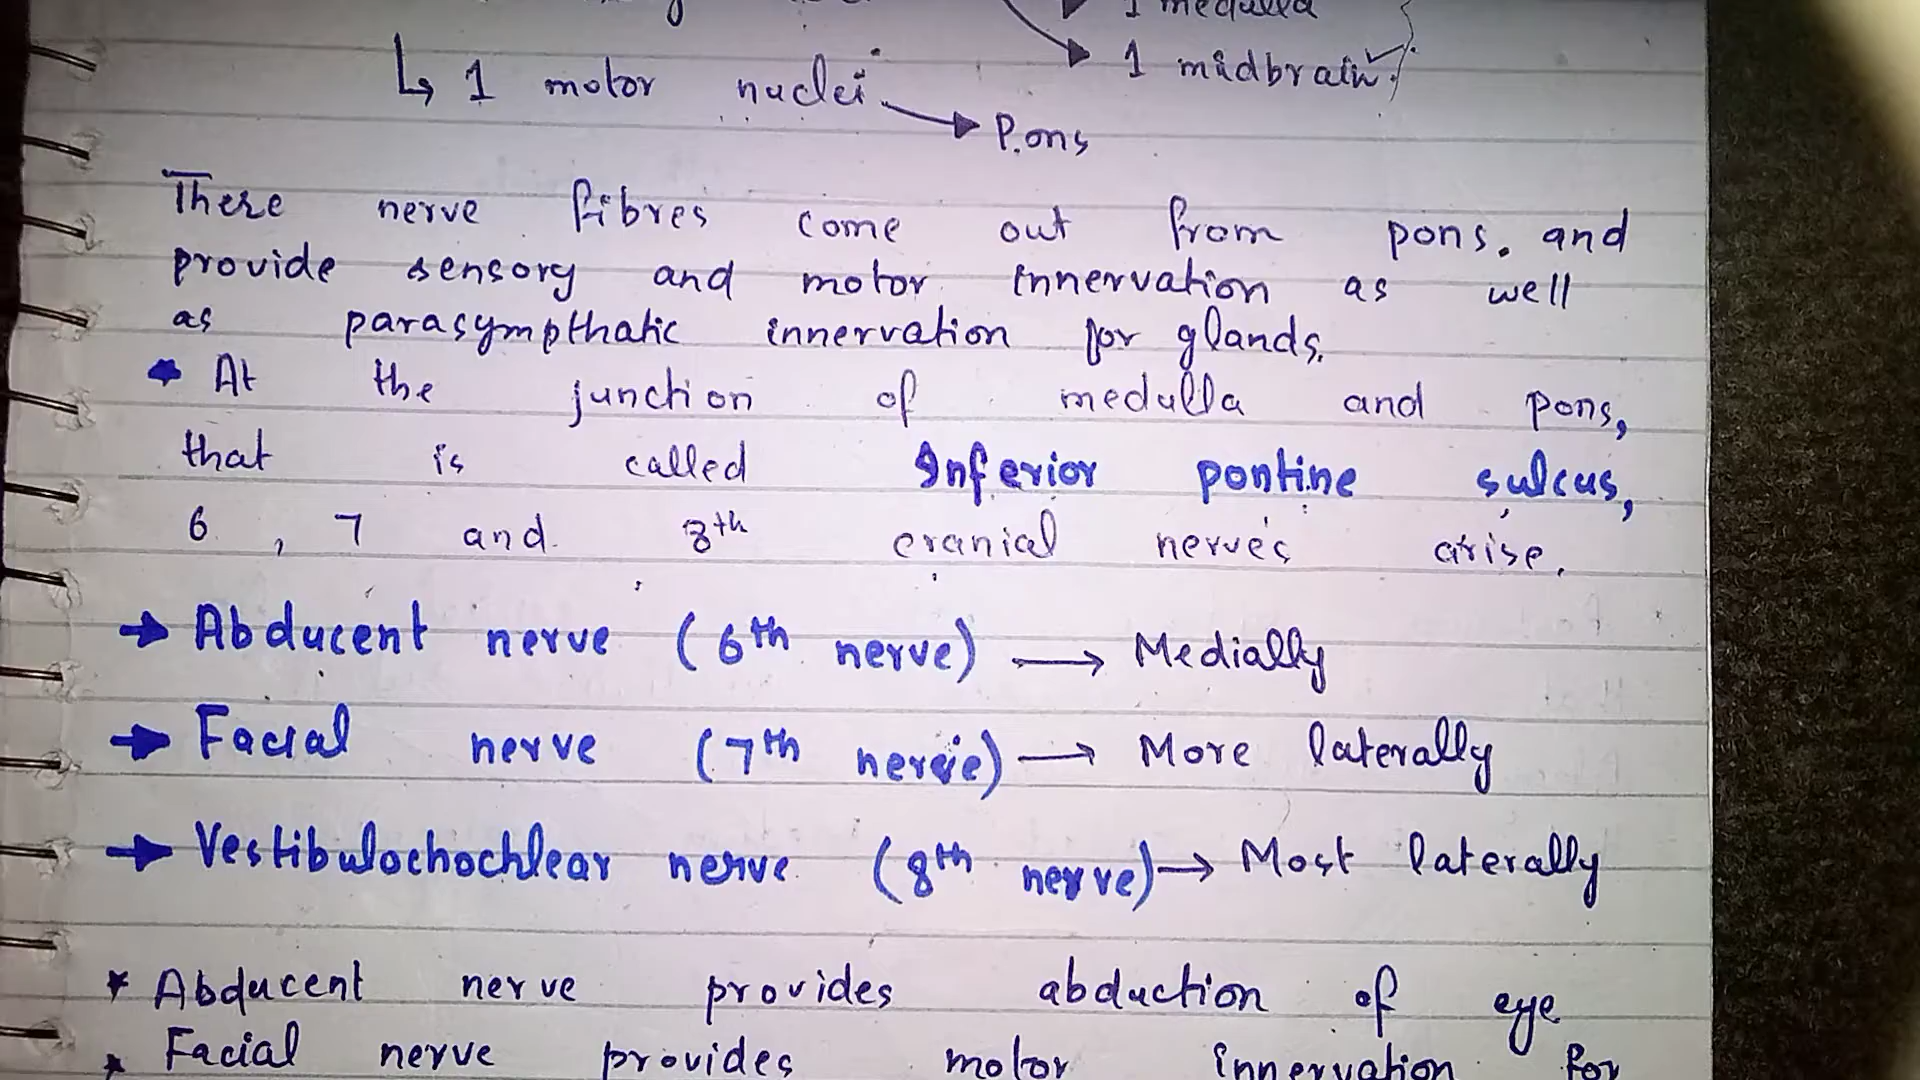 1 medulla
1 midbrain
↳ 1 motor nuclei → Pons
There nerve fibres come out from pons. and
provide sensory and motor innervation as well
as parasympthatic innervation for glands.
At the junction of medulla and pons,
that is called Inferior pontine sulcus,
6, 7 and 8th cranial nerves arise.
→ Abducent nerve (6th nerve) → Medially
→ Facial nerve (7th nerve) → More laterally
→ Vestibulochochlear nerve (8th nerve) → Most laterally
* Abducent nerve provides abduction of eye
* Facial nerve provides motor innervation for